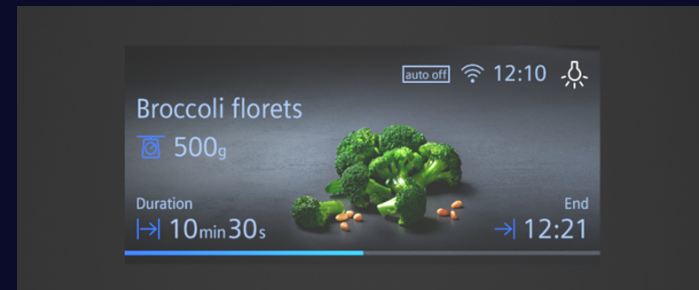 auto off 12:10
Broccoli florets
500g
Duration
10min30s
End
12:21